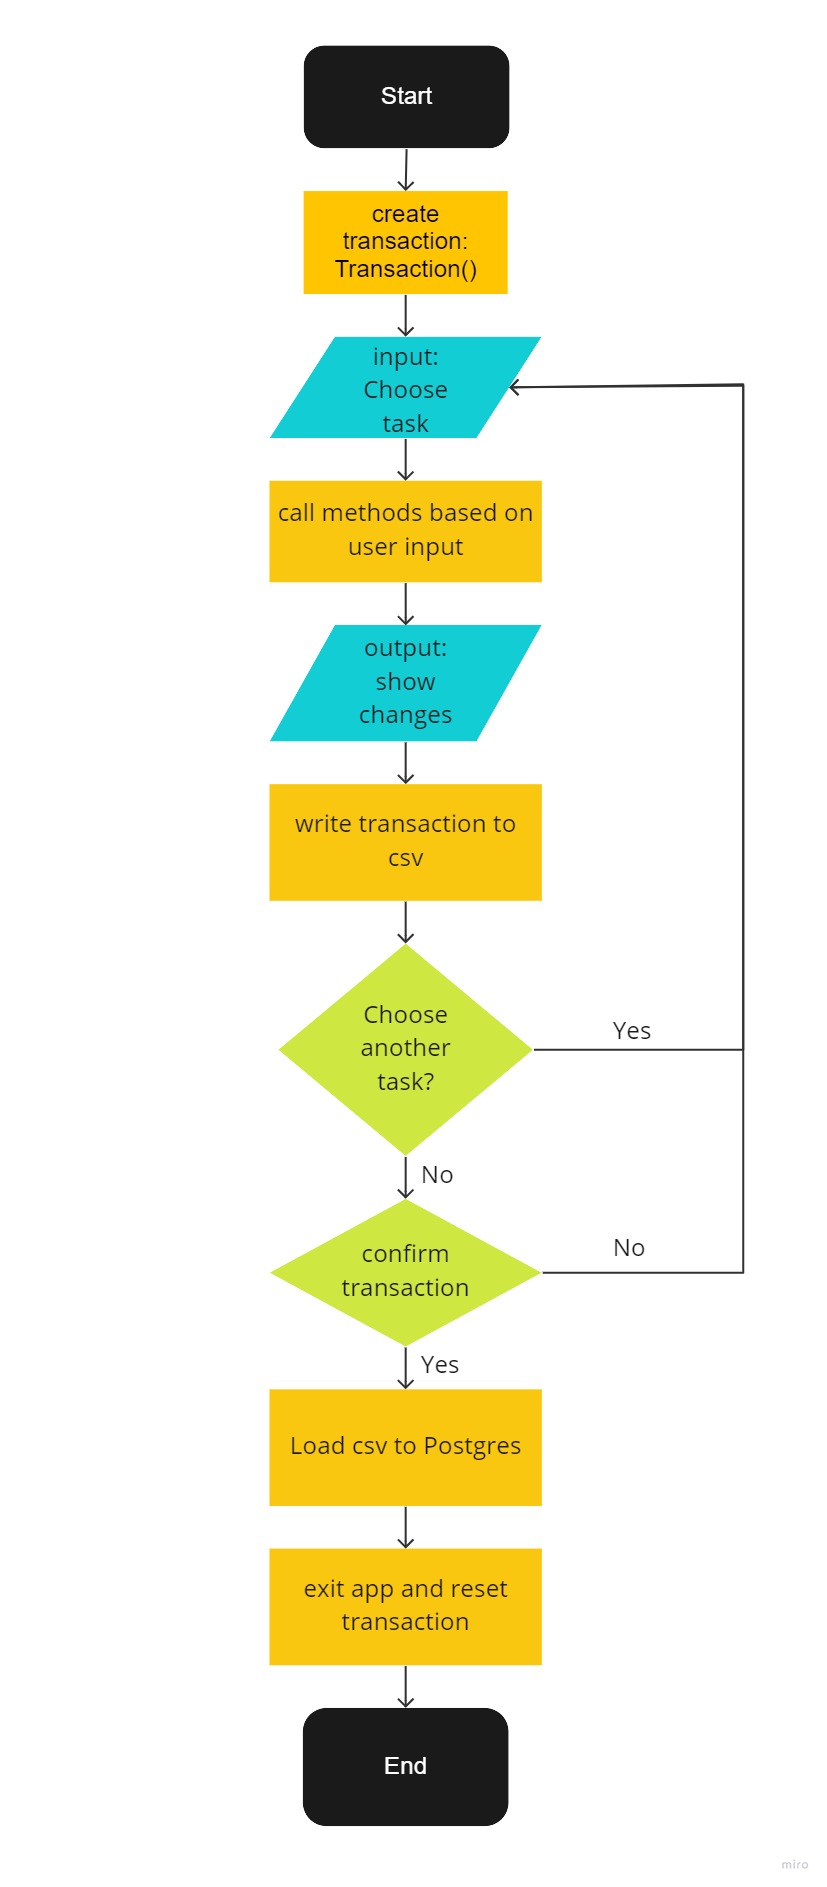 Start
create
transaction:
Transaction()
input:
Choose
task
call methods based on
user input
output:
show
changes
write transaction to
csv
Choose
another
task?
Yes
No
confirm
transaction
No
Yes
Load csv to Postgres
exit app and reset
transaction
End
miro